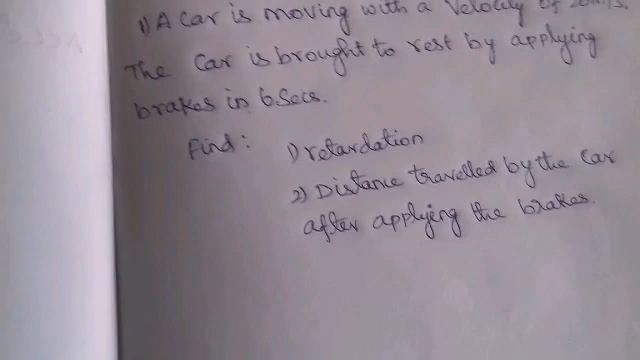 1) A Car is moving with a Velocity of 20m/s.
The Car is brought to rest by applying
brakes in 6 Secs.
Find: 1) retardation
2) Distance travelled by the Car
after applying the brakes.